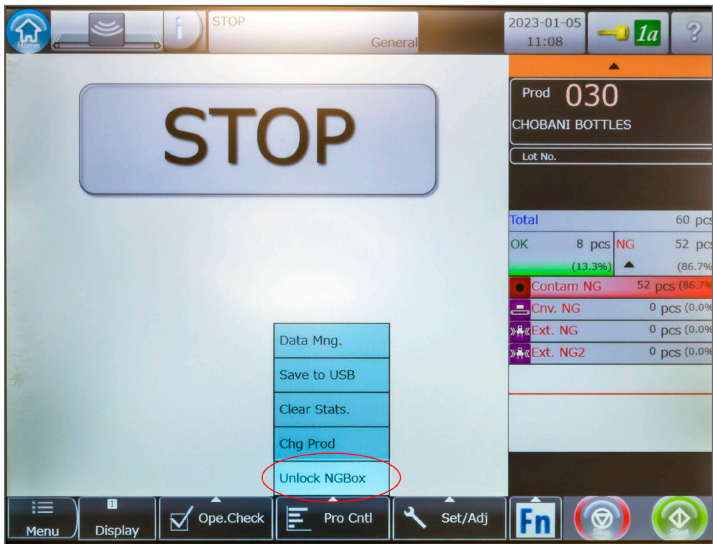 Home
i
STOP
General
2023-01-05
11:08
1a
?
STOP
Prod 030
CHOBANI BOTTLES
Lot No.
Total 60 pcs
OK 8 pcs NG 52 pcs
(13.3%) (86.7%
Contam NG 52 pcs (86.7%
Cnv. NG 0 pcs (0.0%
Ext. NG 0 pcs (0.0%
Ext. NG2 0 pcs (0.0%
Data Mng.
Save to USB
Clear Stats.
Chg Prod
Unlock NGBox
Menu
1
Display
Ope.Check
Pro Cntl
Set/Adj
Fn
Stop
Start